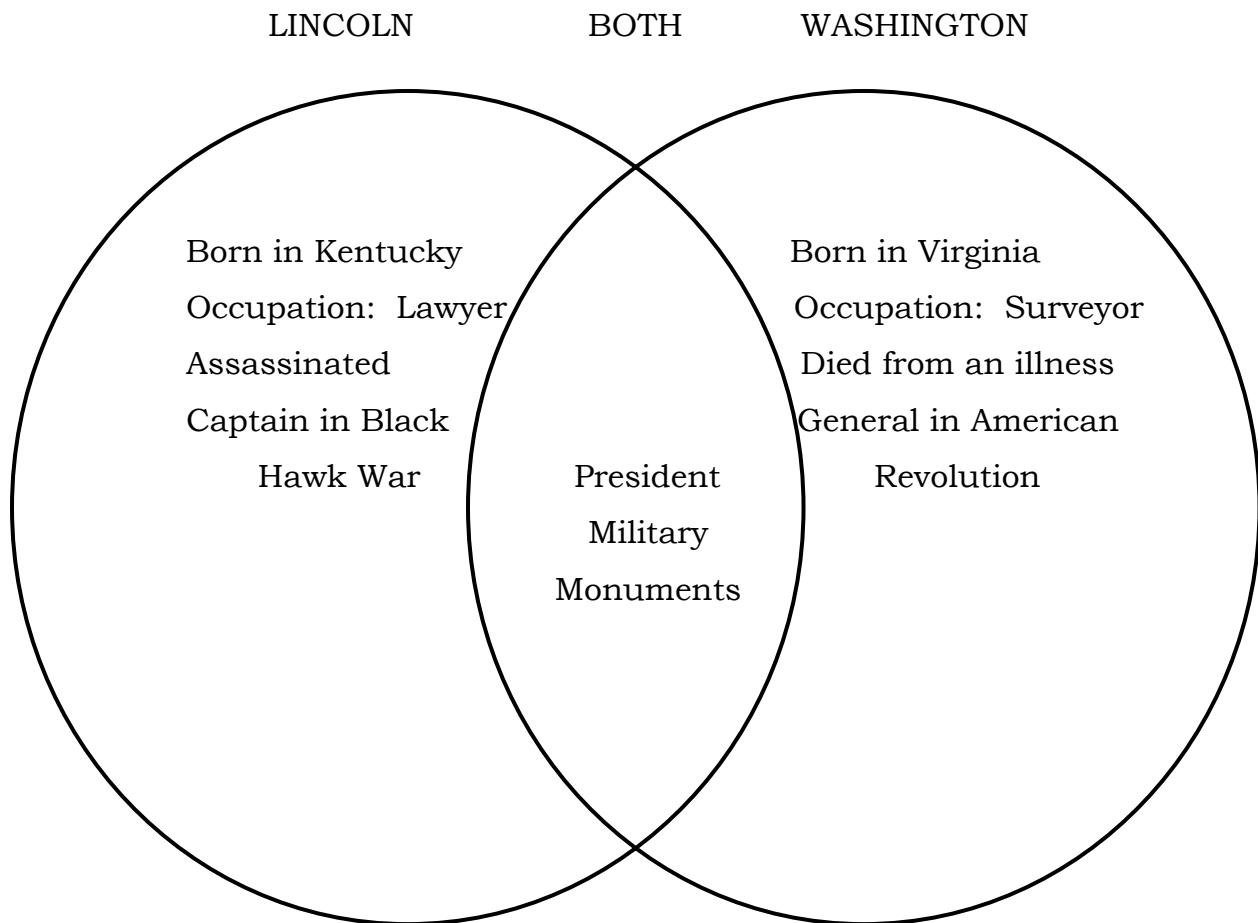 LINCOLN BOTH WASHINGTON
Born in Kentucky
Occupation: Lawyer
Assassinated
Captain in Black
Hawk War
President
Military
Monuments
Born in Virginia
Occupation: Surveyor
Died from an illness
General in American
Revolution